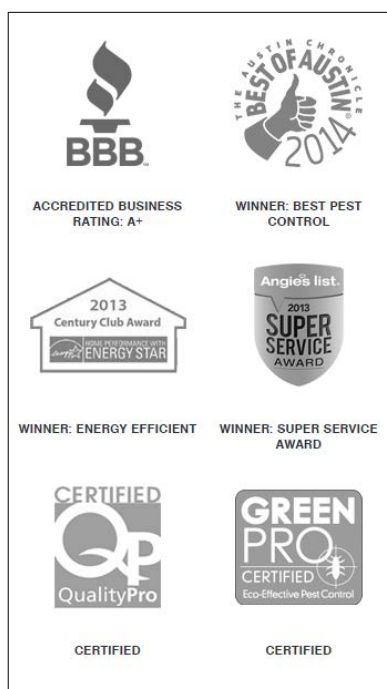 BBB
THE AUSTIN CHRONICLE
BEST OF AUSTIN®
2014
ACCREDITED BUSINESS
RATING: A+
WINNER: BEST PEST
CONTROL
2013
Century Club Award
HOME PERFORMANCE WITH
ENERGY STAR
Angie's list.
2013
SUPER
SERVICE
AWARD
WINNER: ENERGY EFFICIENT
WINNER: SUPER SERVICE
AWARD
CERTIFIED
QP
QualityPro
GREEN
PRO
CERTIFIED
Eco-Effective Pest Control
CERTIFIED
CERTIFIED